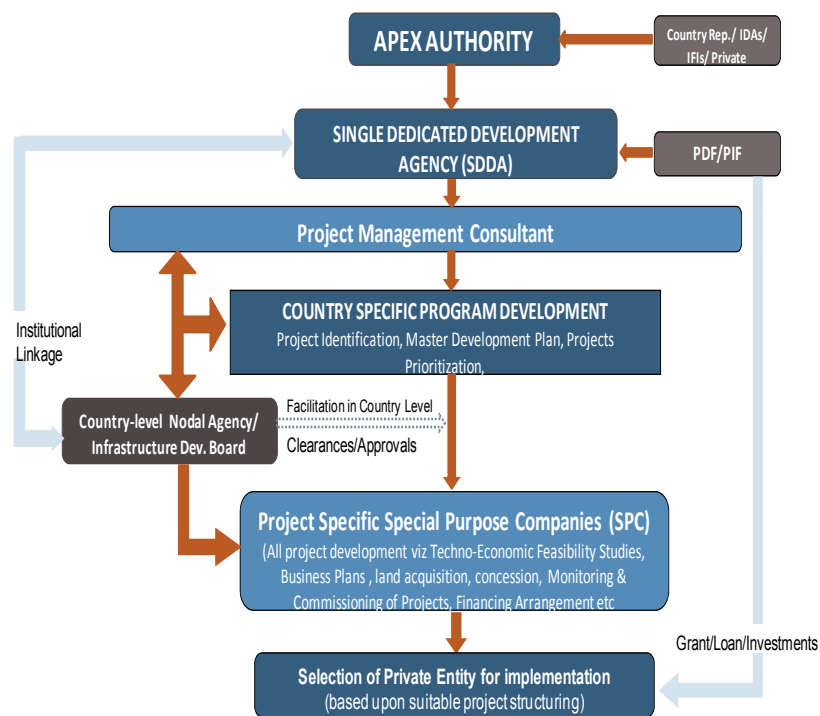 APEX AUTHORITY
Country Rep./ IDAs/
IFIs/ Private
SINGLE DEDICATED DEVELOPMENT
AGENCY (SDDA)
PDF/PIF
Project Management Consultant
COUNTRY SPECIFIC PROGRAM DEVELOPMENT
Project Identification, Master Development Plan, Projects
Prioritization,
Institutional
Linkage
Country-level Nodal Agency/
Infrastructure Dev. Board
Facilitation in Country Level
Clearances/Approvals
Project Specific Special Purpose Companies (SPC)
(All project development viz Techno-Economic Feasibility Studies,
Business Plans , land acquisition, concession, Monitoring &
Commissioning of Projects, Financing Arrangement etc
Grant/Loan/Investments
Selection of Private Entity for implementation
(based upon suitable project structuring)